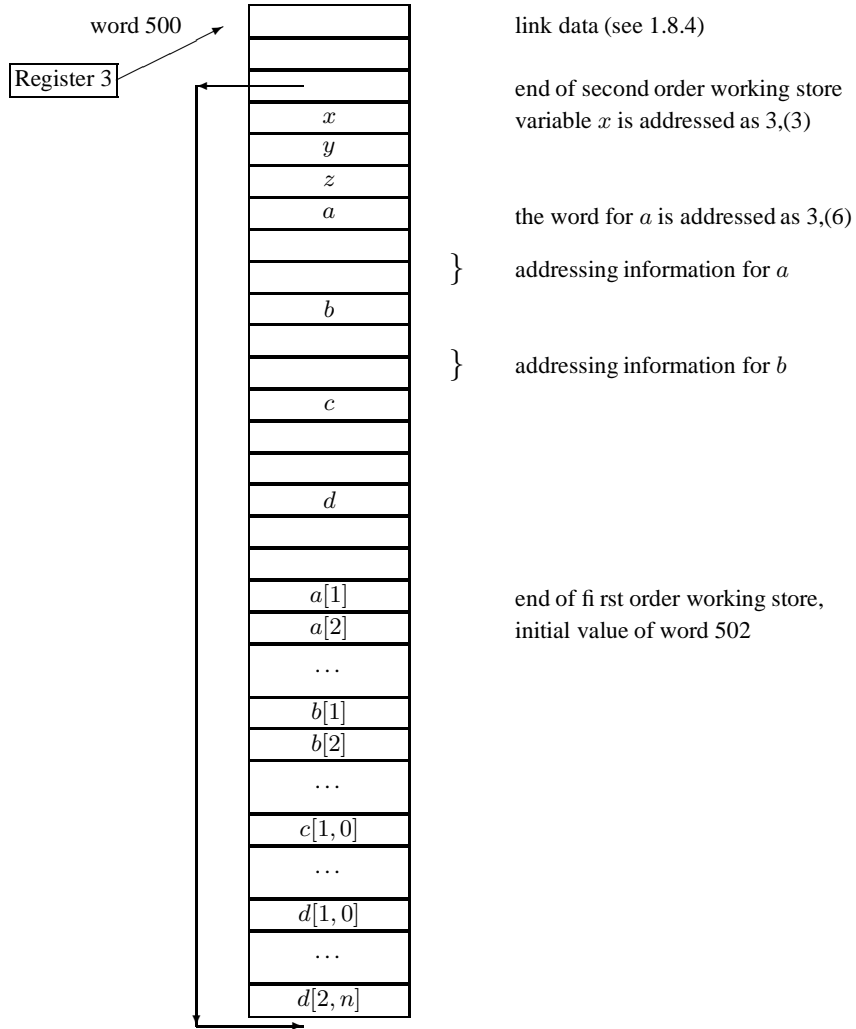 word 500 link data (see 1.8.4)
Register 3 end of second order working store
x variable x is addressed as 3,(3)
y
z
a the word for a is addressed as 3,(6)
} addressing information for a
b
} addressing information for b
c
d
a[1] end of fi rst order working store,
a[2] initial value of word 502
...
b[1]
b[2]
...
c[1, 0]
...
d[1, 0]
...
d[2, n]